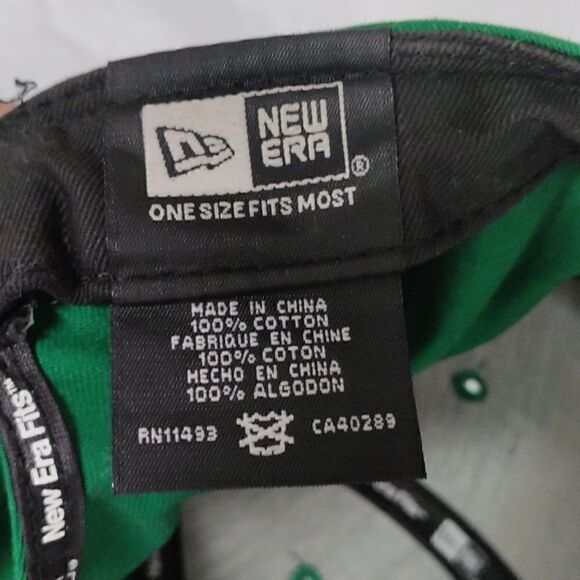 NEW
ERA
®
ONE SIZE FITS MOST
MADE IN CHINA
100% COTTON
FABRIQUE EN CHINE
100% COTON
HECHO EN CHINA
100% ALGODON
RN11493 CA40289
New Era Fits™